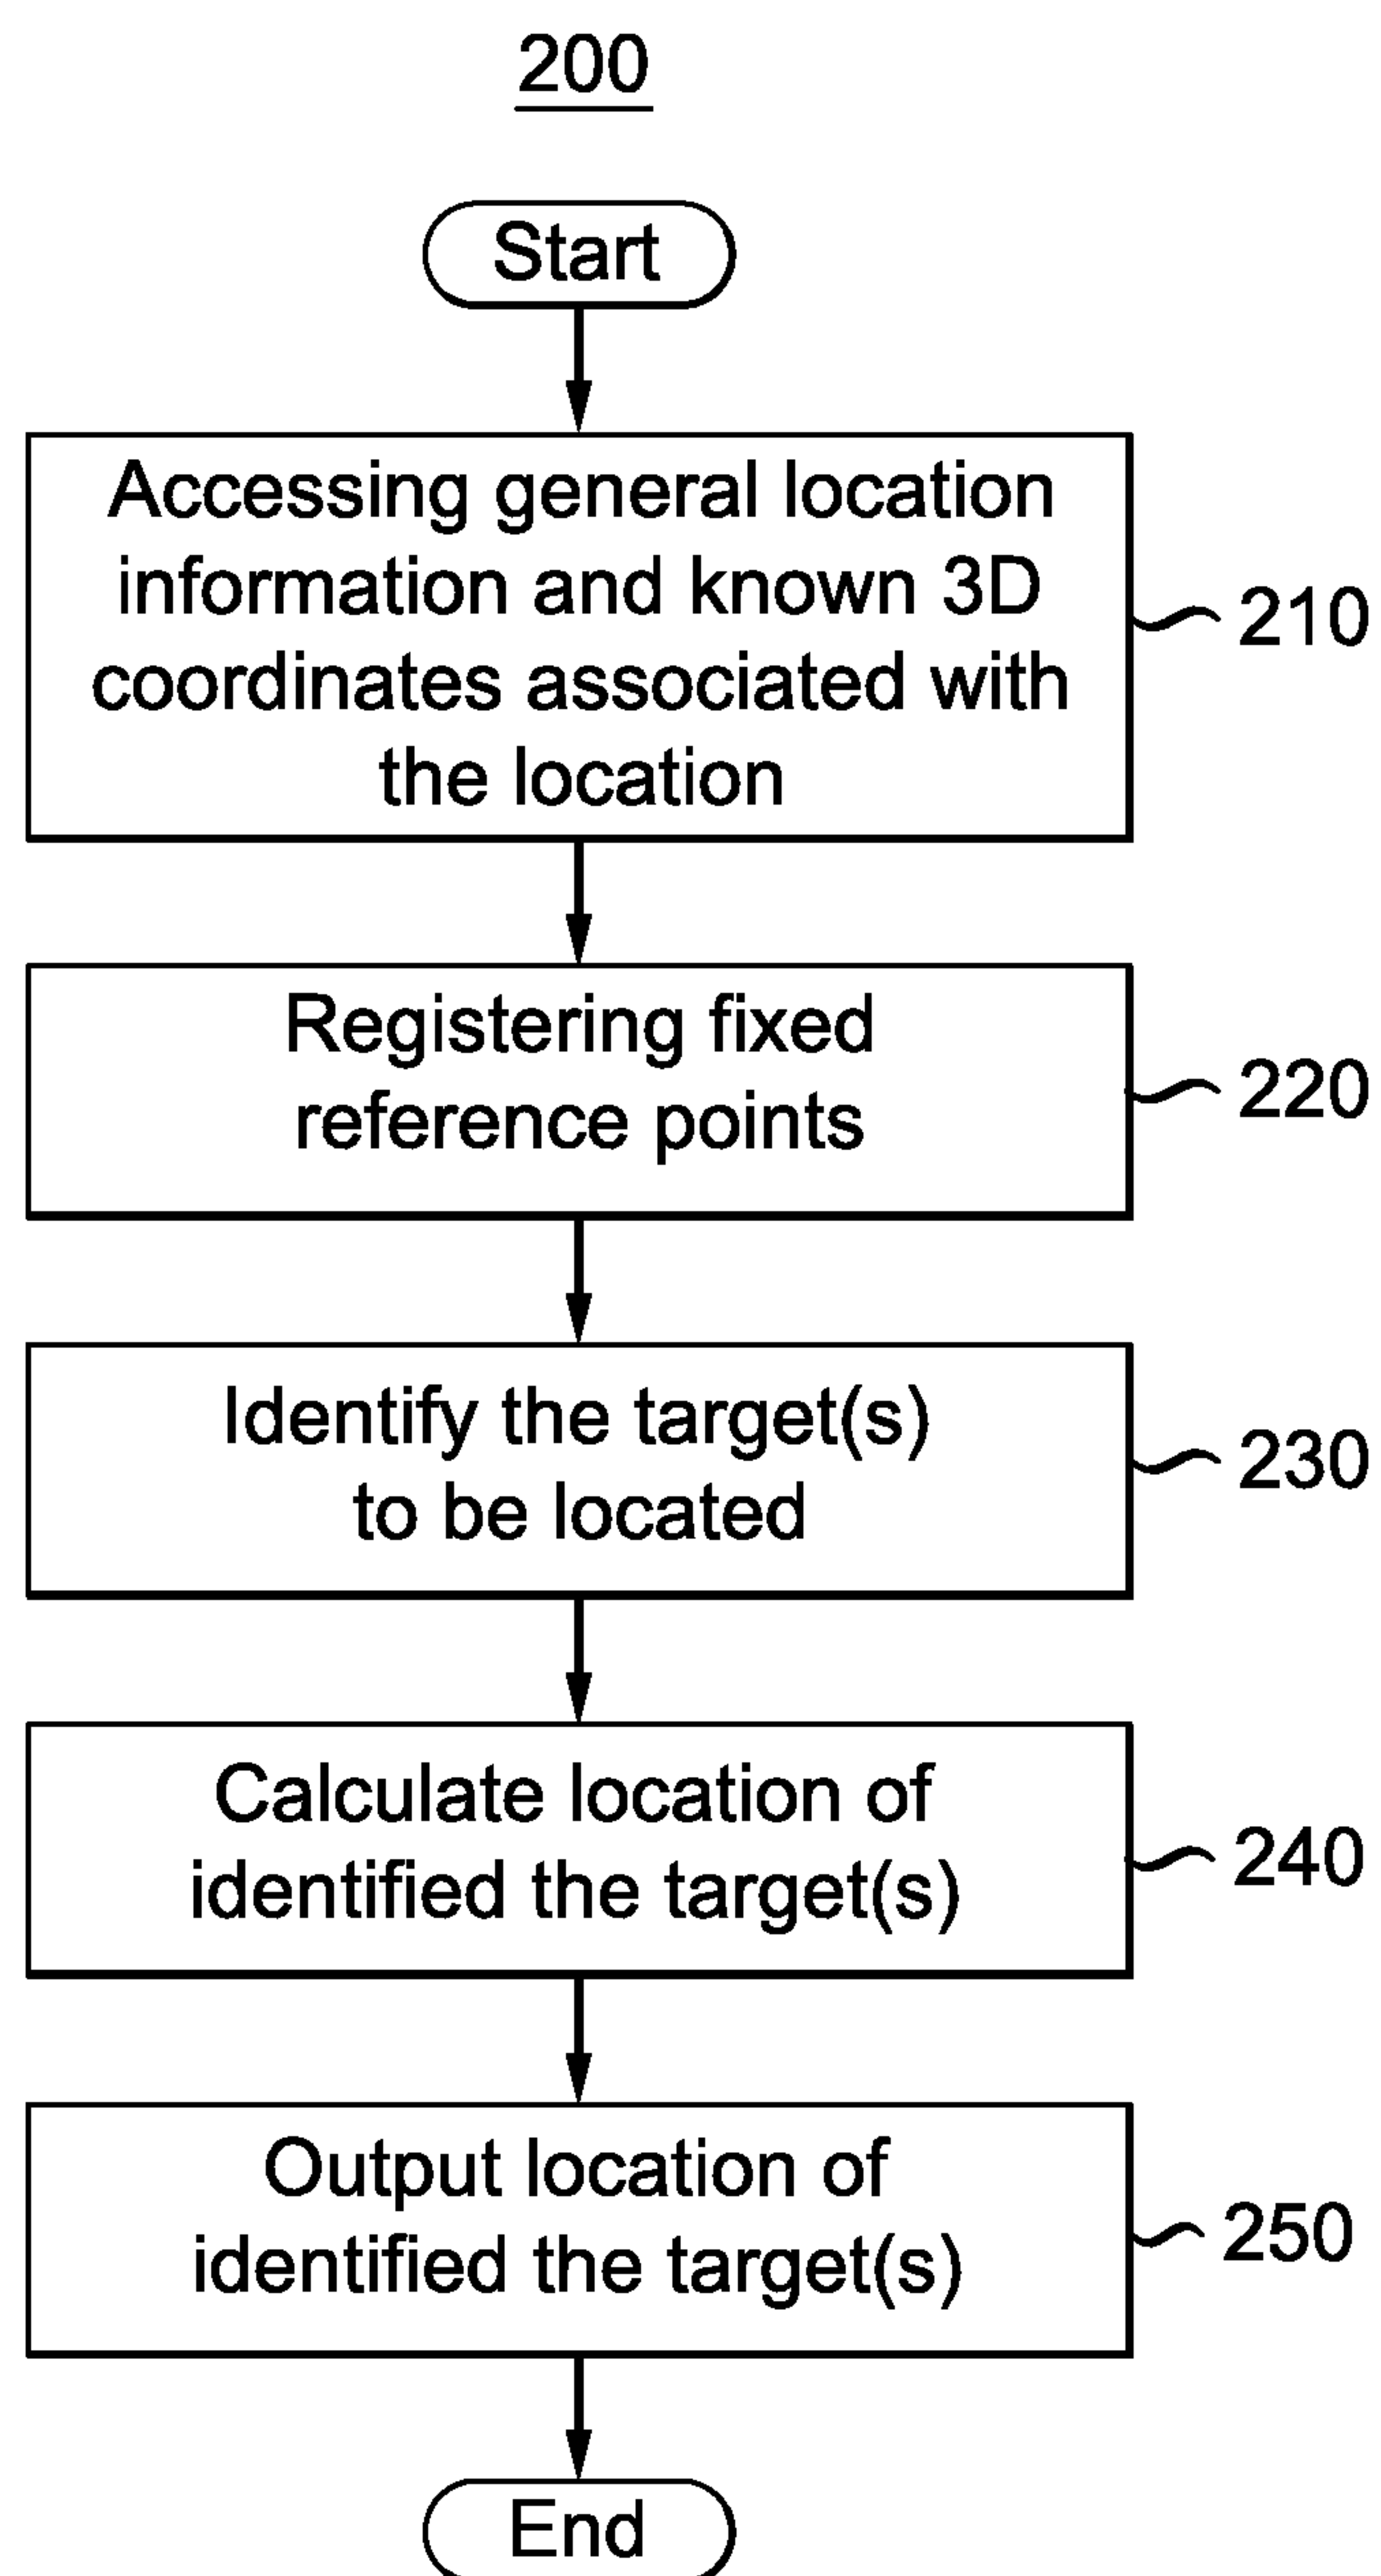 200
Start
Accessing general location
information and known 3D
coordinates associated with
the location
210
Registering fixed
reference points
220
Identify the target(s)
to be located
230
Calculate location of
identified the target(s)
240
Output location of
identified the target(s)
250
End